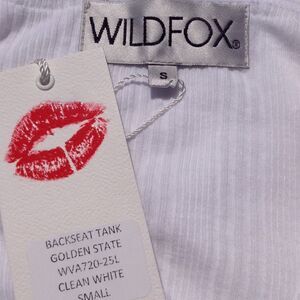 WILDFOX®
S
BACKSEAT TANK
GOLDEN STATE
WVA720-25L
CLEAN WHITE
SMALL